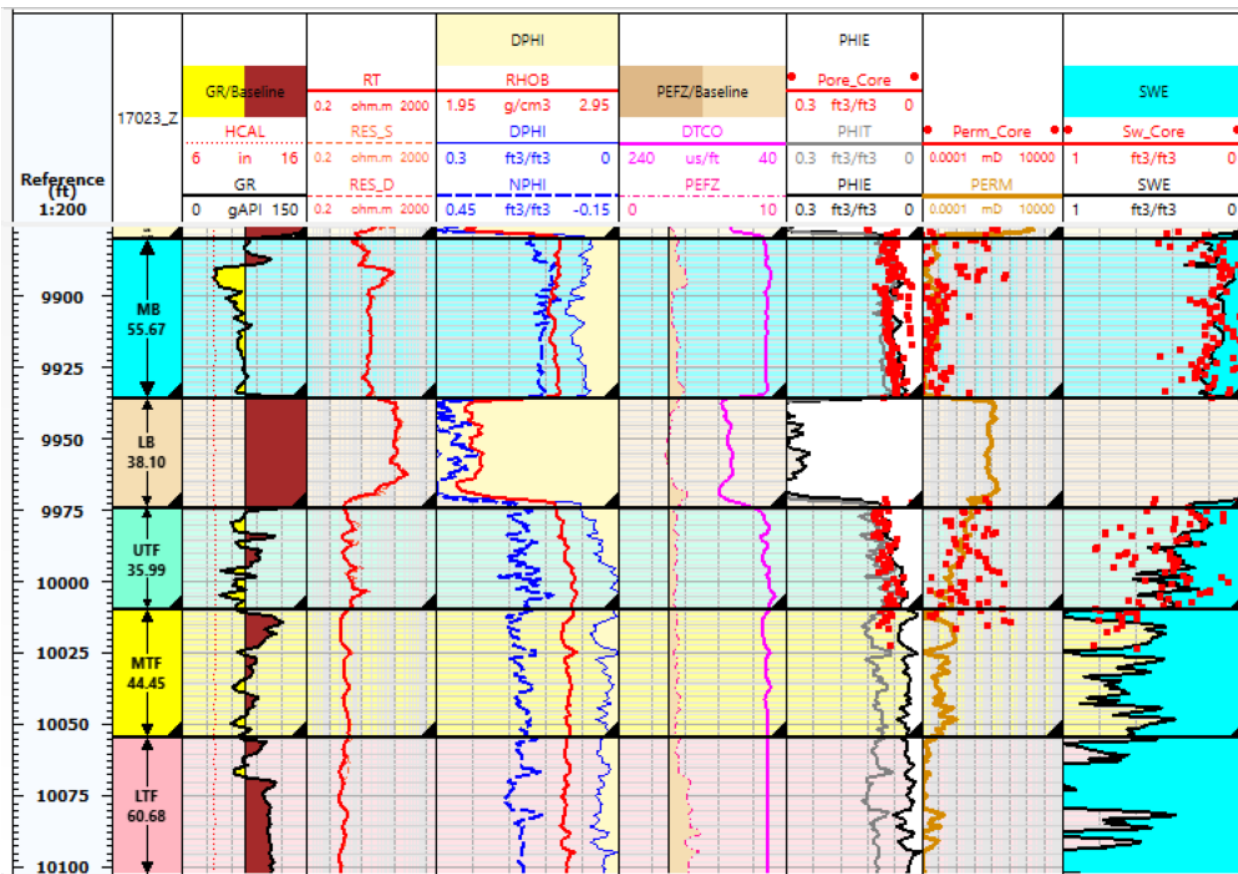 Reference
(ft)
1:200
17023_Z
GR/Baseline
HCAL
6 in 16
GR
0 gAPI 150
RT
0.2 ohm.m 2000
RES_S
0.2 ohm.m 2000
RES_D
0.2 ohm.m 2000
DPHI
RHOB
1.95 g/cm3 2.95
DPHI
0.3 ft3/ft3 0
NPHI
0.45 ft3/ft3 -0.15
PEFZ/Baseline
DTCO
240 us/ft 40
PEFZ
0 10
PHIE
Pore_Core
0.3 ft3/ft3 0
PHIT
0.3 ft3/ft3 0
PHIE
0.3 ft3/ft3 0
Perm_Core
0.0001 mD 10000
PERM
0.0001 mD 10000
SWE
Sw_Core
1 ft3/ft3 0
SWE
1 ft3/ft3 0
9900
MB
55.67
9925
LB
38.10
9950
9975
UTF
35.99
10000
MTF
44.45
10025
10050
LTF
60.68
10075
10100